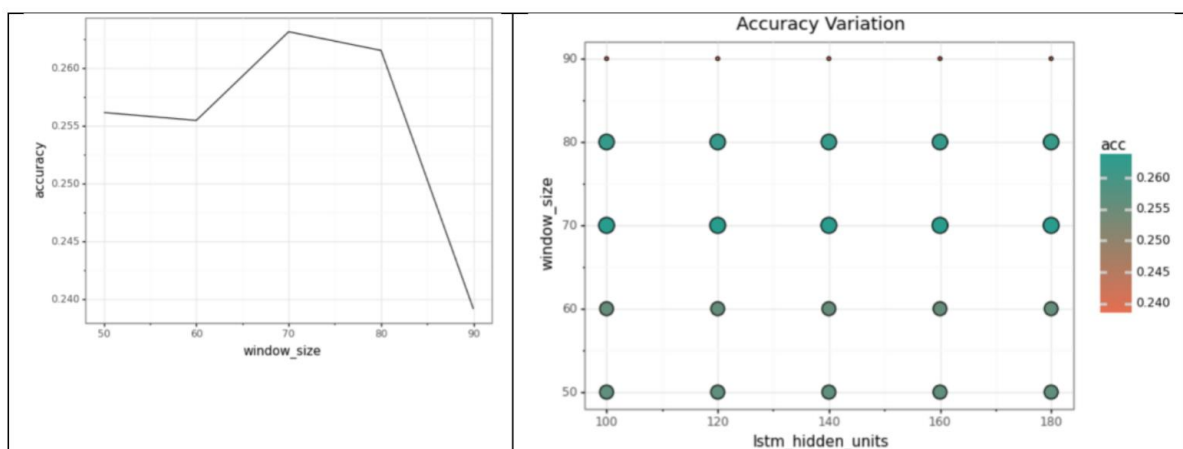 0.260
0.255
0.250
0.245
0.240
accuracy
50 60 70 80 90
window_size
Accuracy Variation
90
80
70
60
50
window_size
100 120 140 160 180
lstm_hidden_units
acc
0.260
0.255
0.250
0.245
0.240